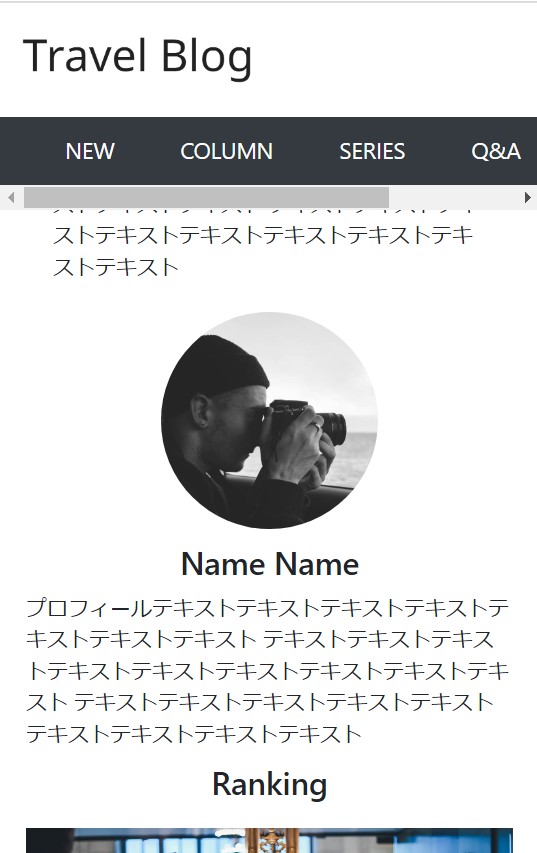 Travel Blog
NEW COLUMN SERIES Q&A
ストテキストテキストテキストテキストテキ
ストテキスト
Name Name
プロフィールテキストテキストテキストテキストテ
キストテキストテキスト テキストテキストテキス
トテキストテキストテキストテキストテキストテキ
スト テキストテキストテキストテキストテキスト
テキストテキストテキストテキスト
Ranking